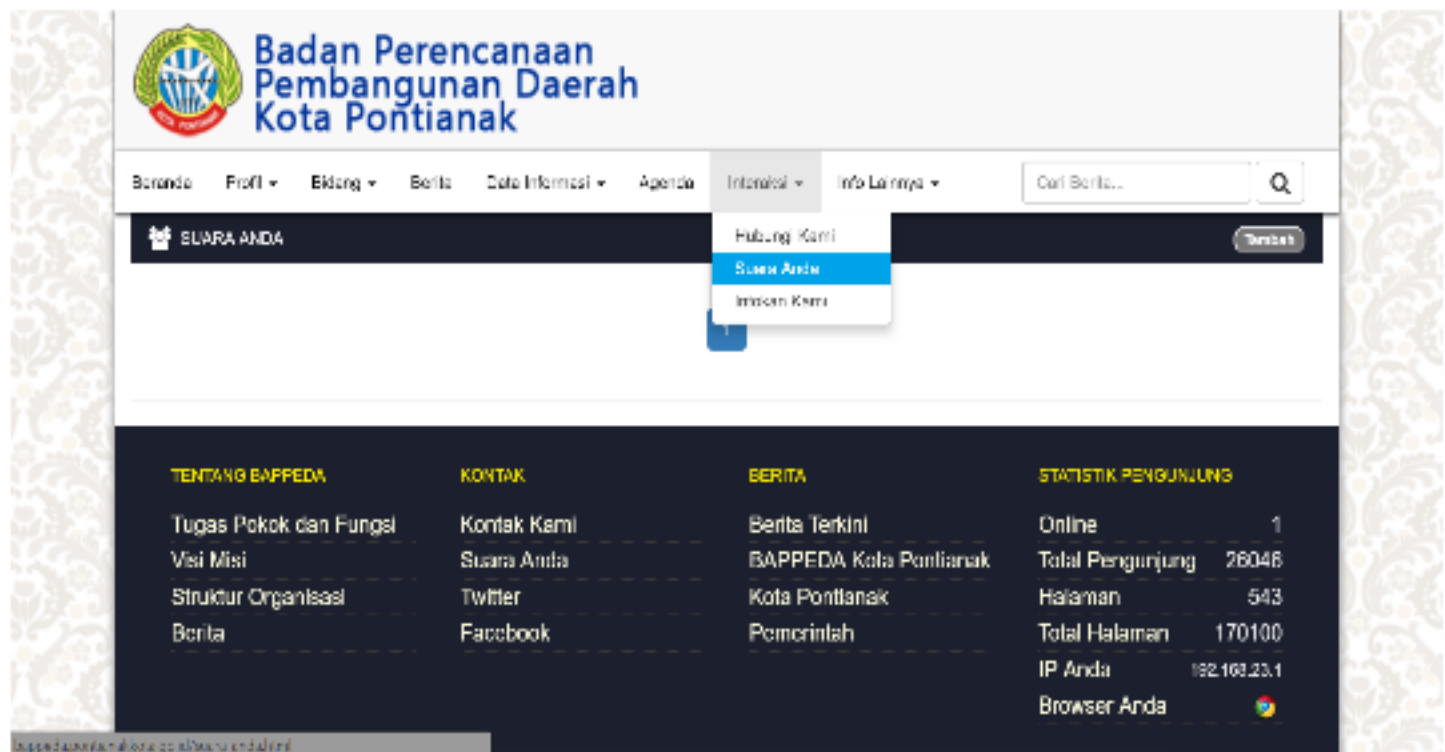 Badan Perencanaan
Pembangunan Daerah
Kota Pontianak
KOTA PONTIANAK
Beranda Profil Bidang Berita Data Informasi Agenda Interaksi Info Lainnya Cari Berita...
SUARA ANDA Tambah
Hubungi Kami
Suara Anda
Infokan Kami
1
TENTANG BAPPEDA KONTAK BERITA STATISTIK PENGUNJUNG
Tugas Pokok dan Fungsi Kontak Kami Berita Terkini Online 1
Visi Misi Suara Anda BAPPEDA Kota Pontianak Total Pengunjung 26046
Struktur Organisasi Twitter Kota Pontianak Halaman 543
Berita Facebook Pemerintah Total Halaman 170100
IP Anda 192.168.23.1
Browser Anda